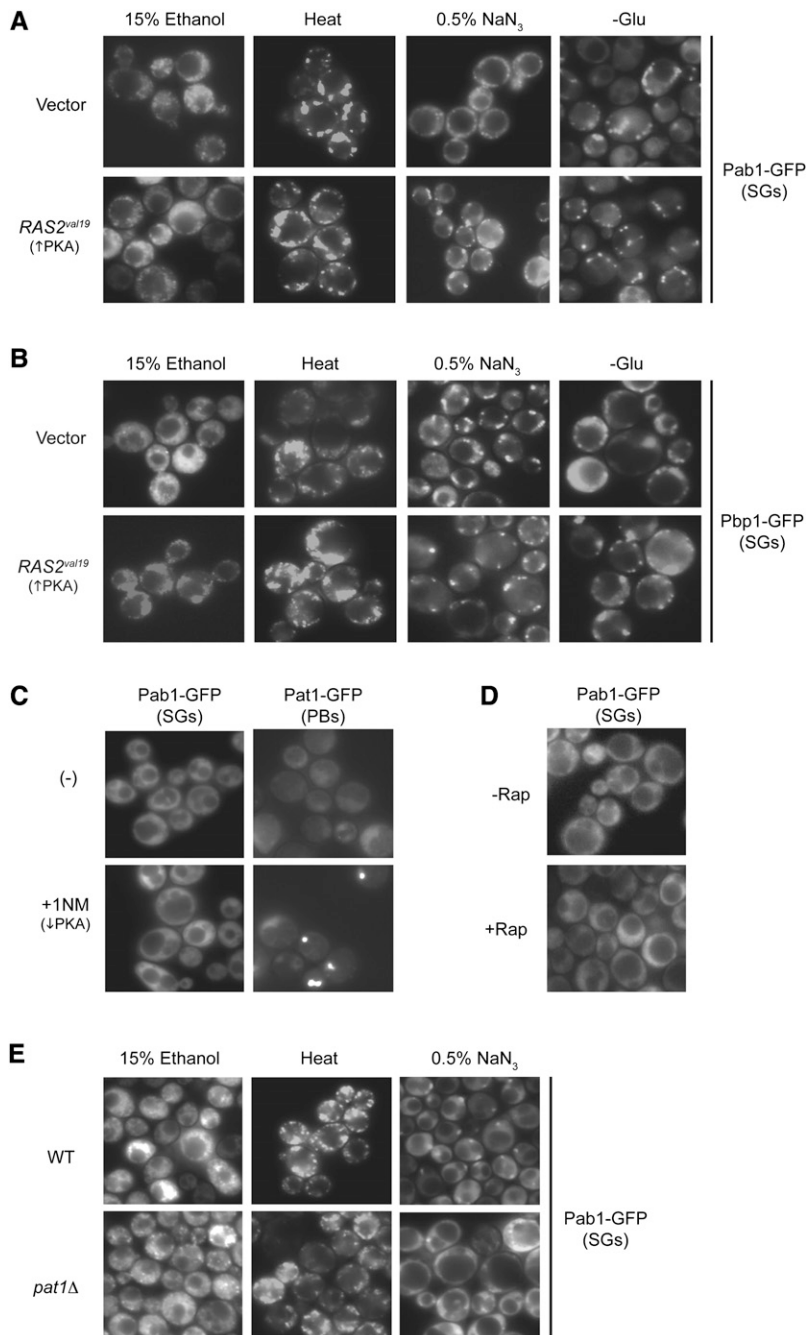 A
15% Ethanol Heat 0.5% NaN₃ -Glu
Vector
RAS2ᵛᵃˡ¹⁹
(↑PKA)
Pab1-GFP
(SGs)
B
15% Ethanol Heat 0.5% NaN₃ -Glu
Vector
RAS2ᵛᵃˡ¹⁹
(↑PKA)
Pbp1-GFP
(SGs)
C
Pab1-GFP Pat1-GFP
(SGs) (PBs)
(-)
+1NM
(↓PKA)
D
Pab1-GFP
(SGs)
-Rap
+Rap
E
15% Ethanol Heat 0.5% NaN₃
WT
pat1Δ
Pab1-GFP
(SGs)